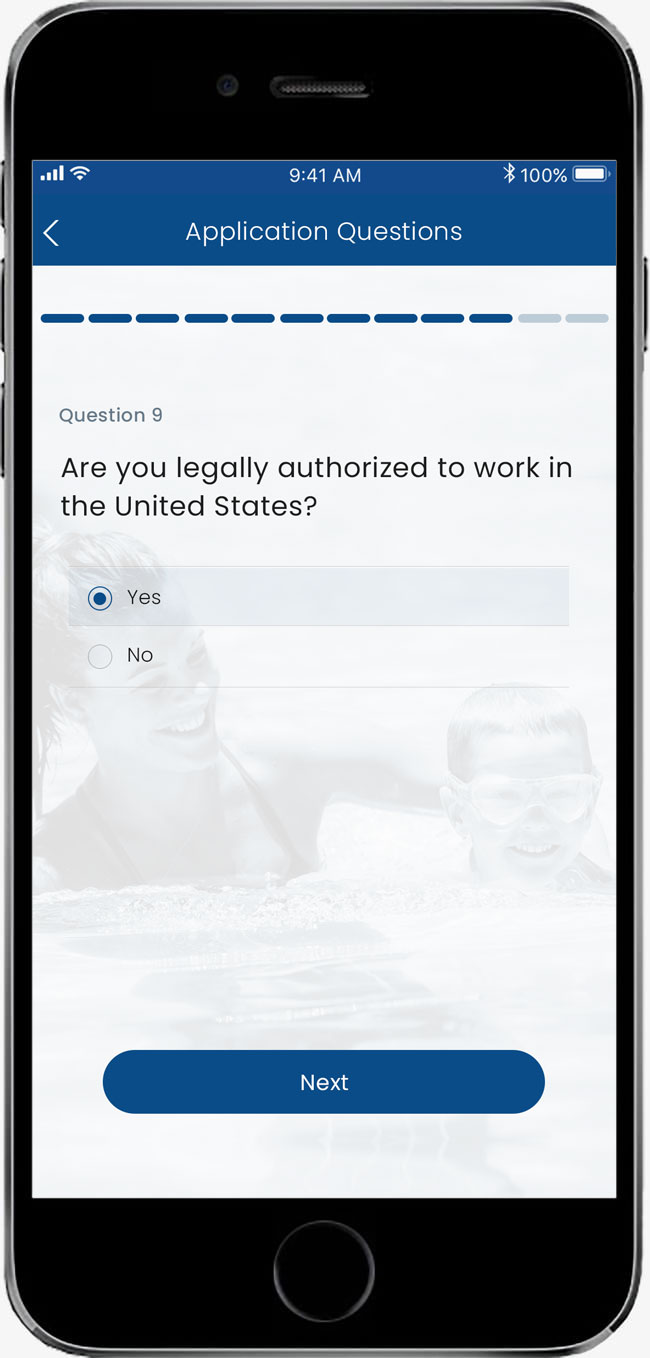 9:41 AM
100%
Application Questions
Question 9
Are you legally authorized to work in
the United States?
Yes
No
Next